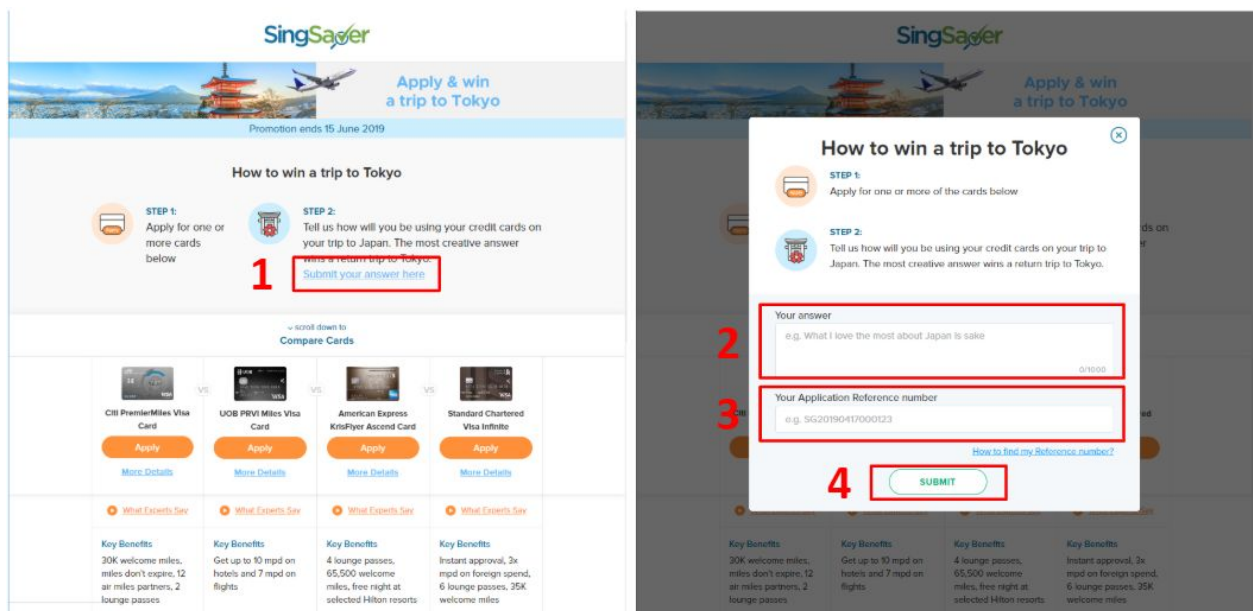 SingSaver
Apply & win
a trip to Tokyo
Promotion ends 15 June 2019
How to win a trip to Tokyo
STEP 1:
Apply for one or
more cards
below
STEP 2:
Tell us how will you be using your credit cards on
your trip to Japan. The most creative answer
wins a return trip to Tokyo.
1
Submit your answer here
scroll down to
Compare Cards
VS
VS
VS
Citi PremierMiles Visa
Card
Apply
More Details
UOB PRVI Miles Visa
Card
Apply
More Details
American Express
KrisFlyer Ascend Card
Apply
More Details
Standard Chartered
Visa Infinite
Apply
More Details
What Experts Say
What Experts Say
What Experts Say
What Experts Say
Key Benefits
30K welcome miles,
miles don't expire, 12
air miles partners, 2
lounge passes
Key Benefits
Get up to 10 mpd on
hotels and 7 mpd on
flights
Key Benefits
4 lounge passes,
65,500 welcome
miles, free night at
selected Hilton resorts
Key Benefits
Instant approval, 3x
mpd on foreign spend,
6 lounge passes, 35K
welcome miles
SingSaver
Apply & win
a trip to Tokyo
How to win a trip to Tokyo
STEP 1:
Apply for one or more of the cards below
STEP 2:
Tell us how will you be using your credit cards on your trip to
Japan. The most creative answer wins a return trip to Tokyo.
2
Your answer
e.g. What I love the most about Japan is sake
0/1000
3
Your Application Reference number
e.g. SG20190417000123
How to find my Reference number?
4
SUBMIT
Key Benefits
30K welcome miles,
miles don't expire, 12
air miles partners, 2
lounge passes
Key Benefits
Get up to 10 mpd on
hotels and 7 mpd on
flights
Key Benefits
4 lounge passes,
65,500 welcome
miles, free night at
selected Hilton resorts
Key Benefits
Instant approval, 3x
mpd on foreign spend,
6 lounge passes, 35K
welcome miles